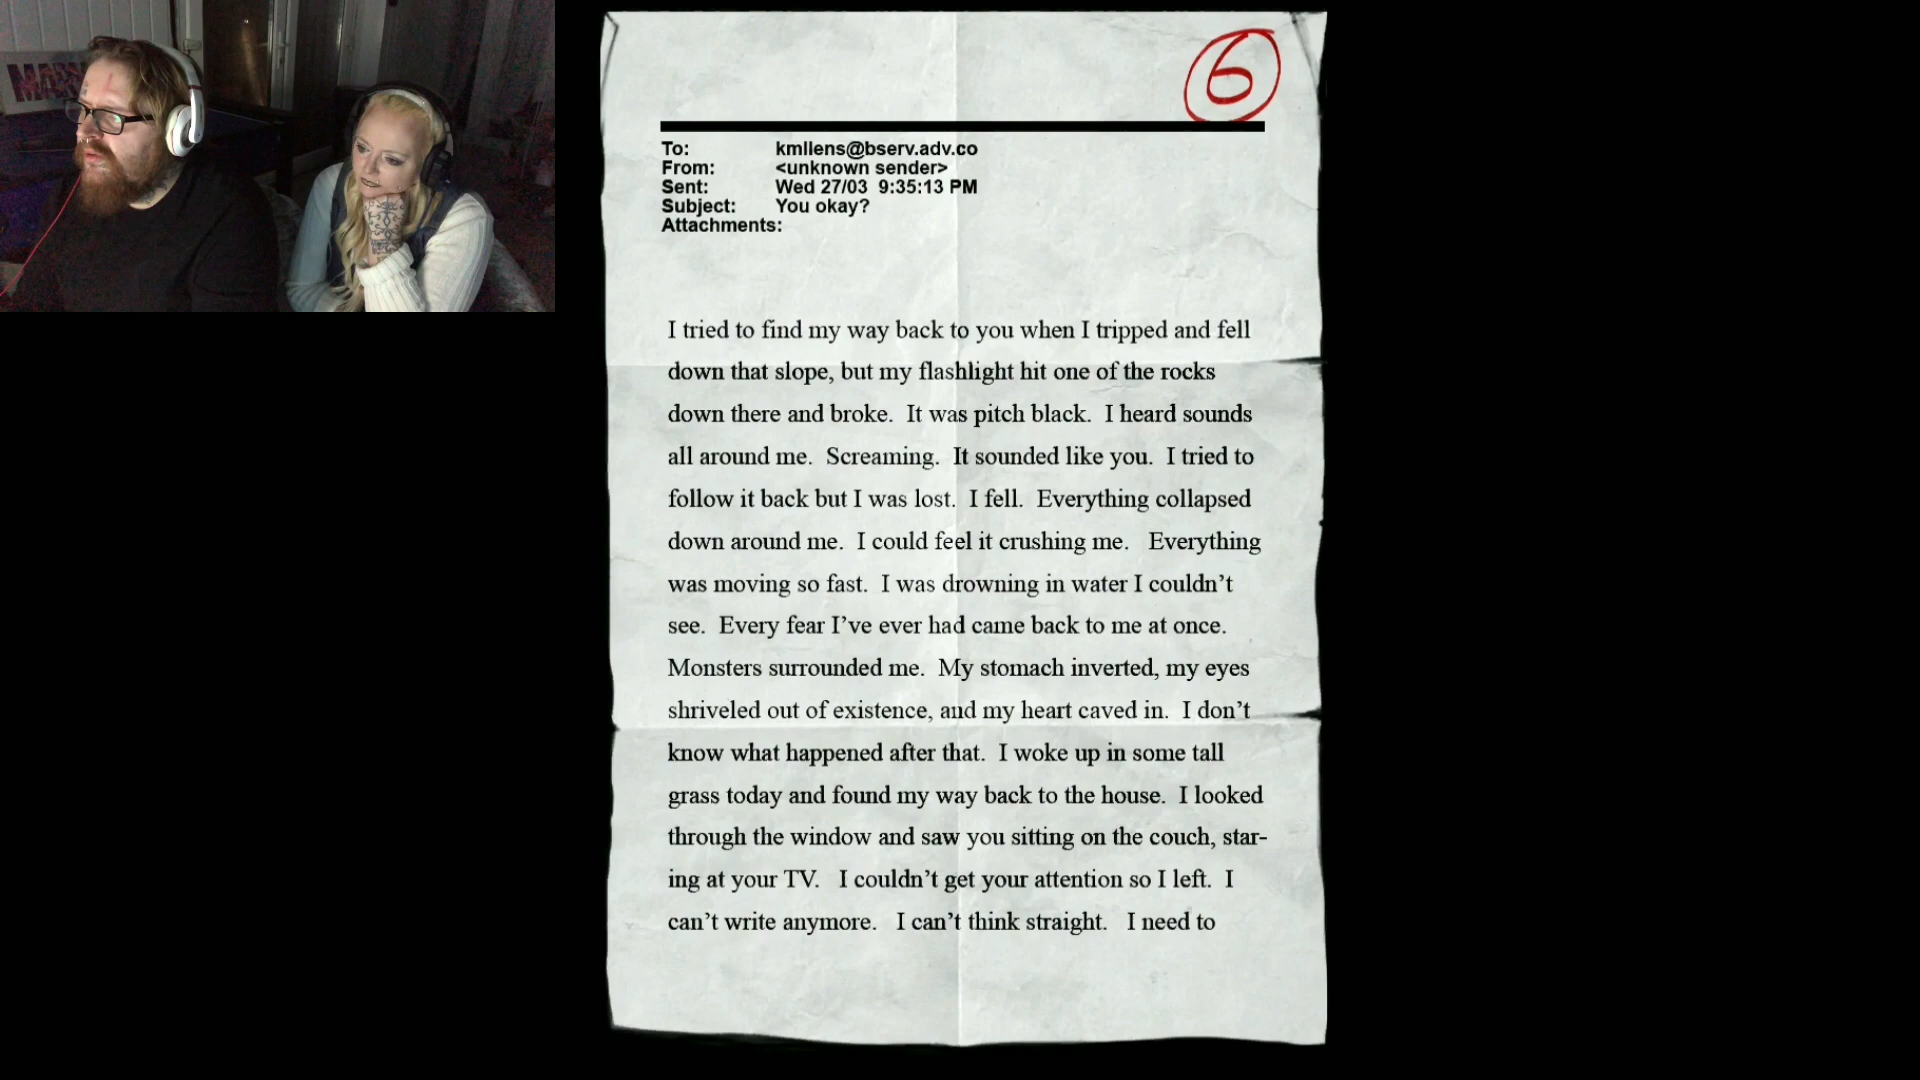 6
To: kmllens@bserv.adv.co
From: <unknown sender>
Sent: Wed 27/03  9:35:13 PM
Subject: You okay?
Attachments:
I tried to find my way back to you when I tripped and fell
down that slope, but my flashlight hit one of the rocks
down there and broke.  It was pitch black.  I heard sounds
all around me.  Screaming.  It sounded like you.  I tried to
follow it back but I was lost.  I fell.  Everything collapsed
down around me.  I could feel it crushing me.   Everything
was moving so fast.  I was drowning in water I couldn’t
see.  Every fear I’ve ever had came back to me at once.
Monsters surrounded me.  My stomach inverted, my eyes
shriveled out of existence, and my heart caved in.  I don’t
know what happened after that.  I woke up in some tall
grass today and found my way back to the house.  I looked
through the window and saw you sitting on the couch, star-
ing at your TV.   I couldn’t get your attention so I left.  I
can’t write anymore.   I can’t think straight.   I need to